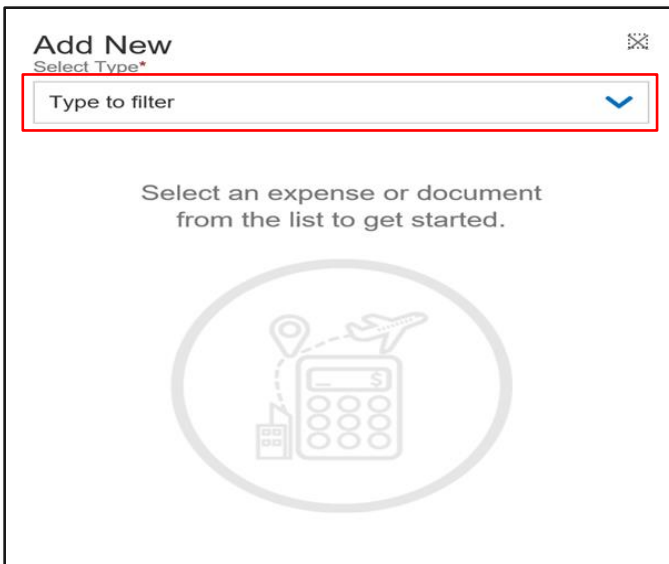 Add New
Select Type*
Type to filter
Select an expense or document
from the list to get started.
$